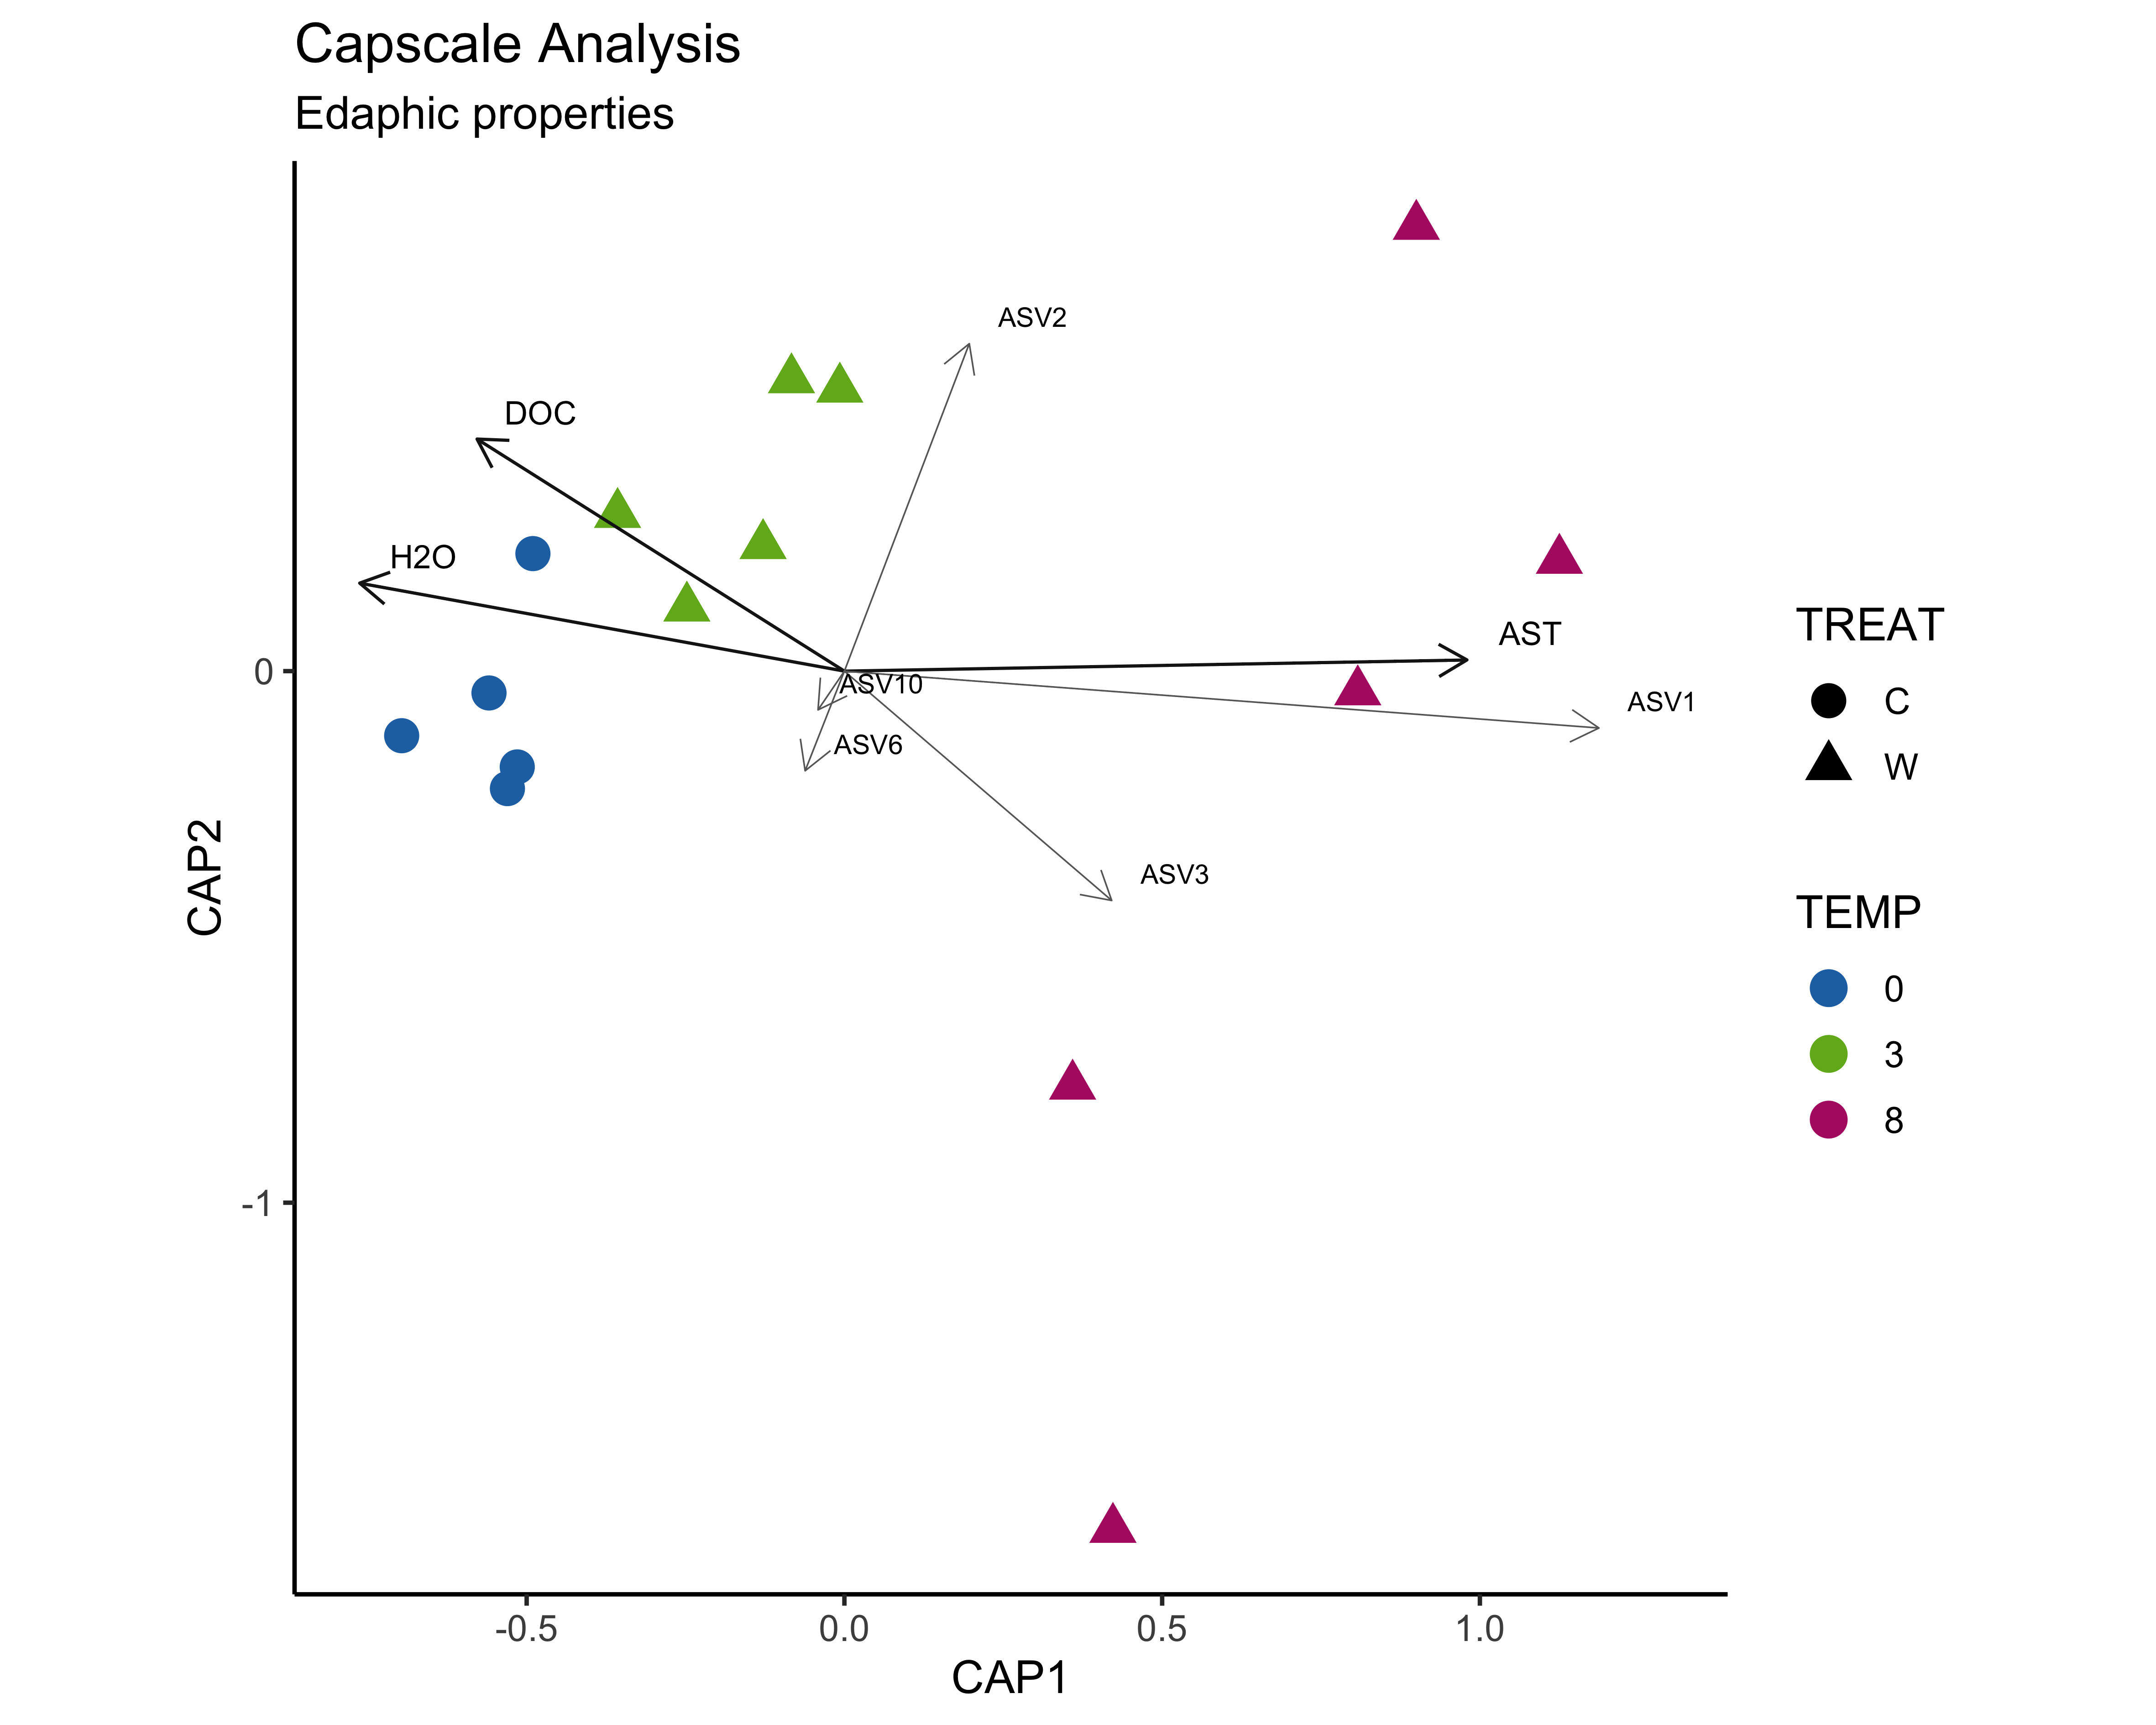 Capscale Analysis
Edaphic properties
ASV2
DOC
H2O
AST
ASV10
ASV1
ASV6
ASV3
0
-1
CAP2
-0.5
0.0
0.5
1.0
CAP1
TREAT
C
W
TEMP
0
3
8